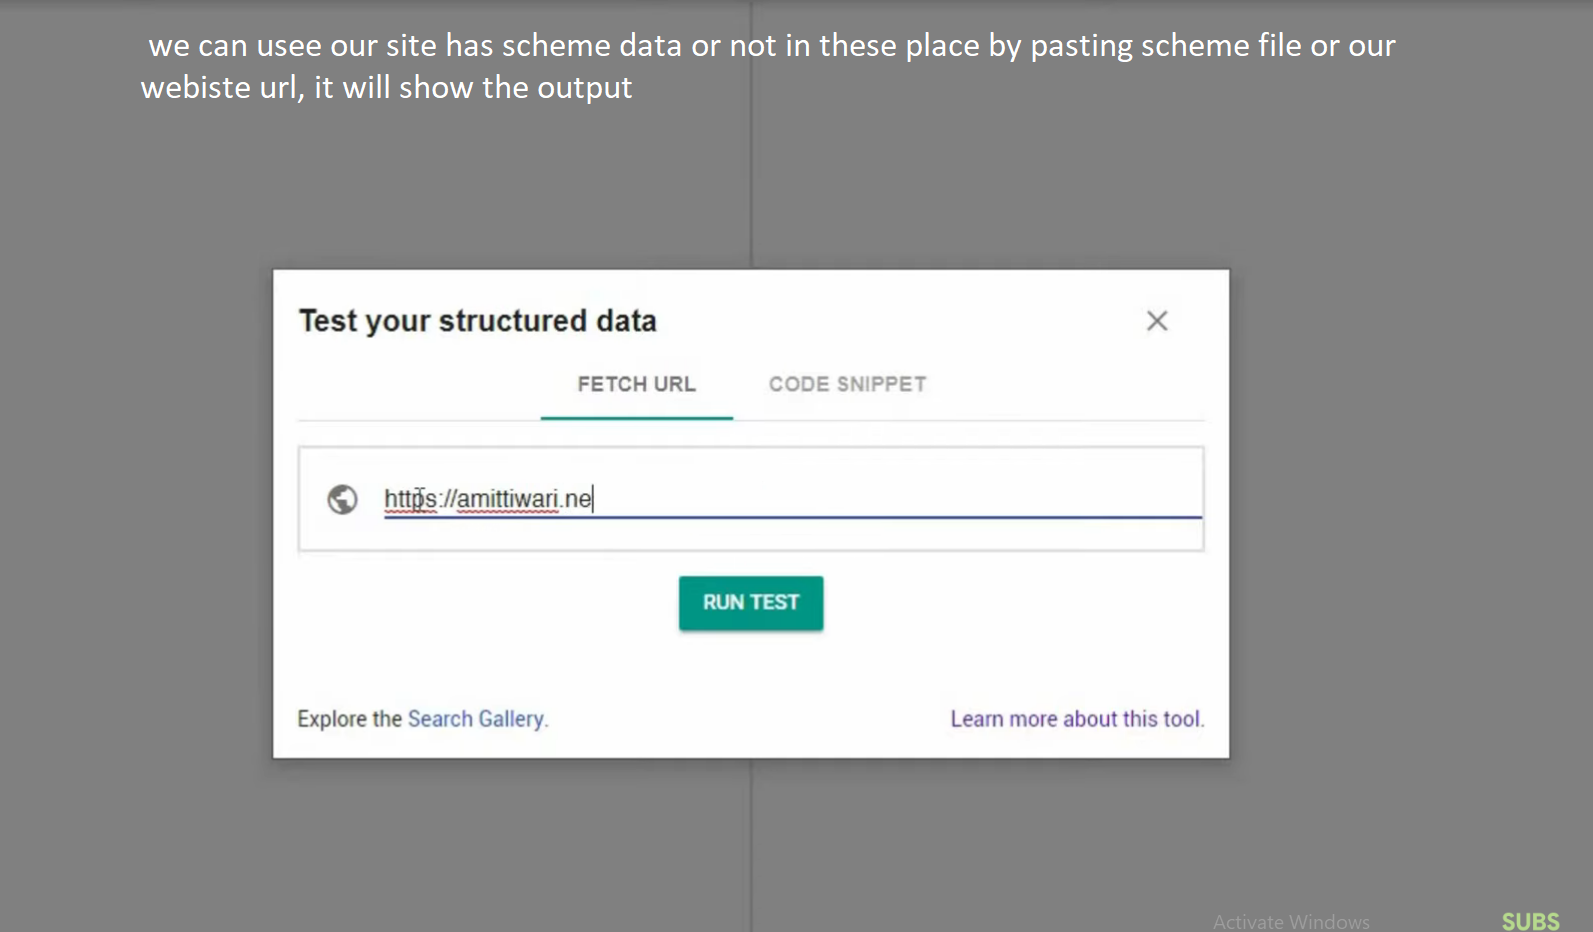 we can usee our site has scheme data or not in these place by pasting scheme file or our
webiste url, it will show the output
Test your structured data
FETCH URL CODE SNIPPET
https://amittiwari.ne
RUN TEST
Explore the Search Gallery. Learn more about this tool.
Activate Windows
SUBS